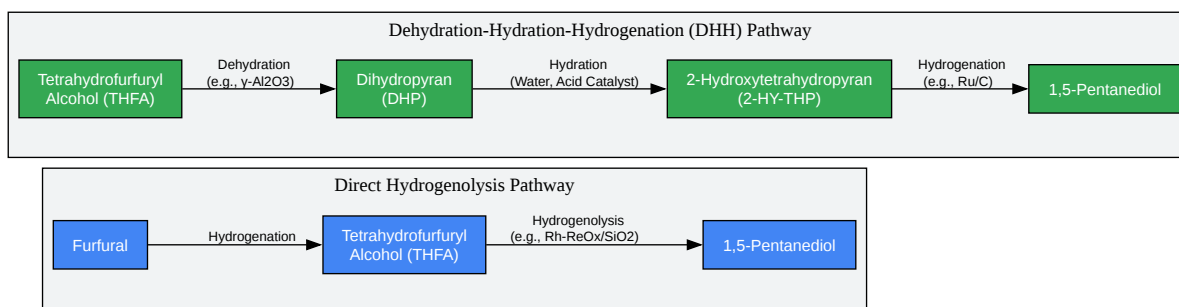 Dehydration-Hydration-Hydrogenation (DHH) Pathway
Tetrahydrofurfuryl
Alcohol (THFA)
Dehydration
(e.g., γ-Al2O3)
Dihydropyran
(DHP)
Hydration
(Water, Acid Catalyst)
2-Hydroxytetrahydropyran
(2-HY-THP)
Hydrogenation
(e.g., Ru/C)
1,5-Pentanediol
Direct Hydrogenolysis Pathway
Furfural
Hydrogenation
Tetrahydrofurfuryl
Alcohol (THFA)
Hydrogenolysis
(e.g., Rh-ReOx/SiO2)
1,5-Pentanediol